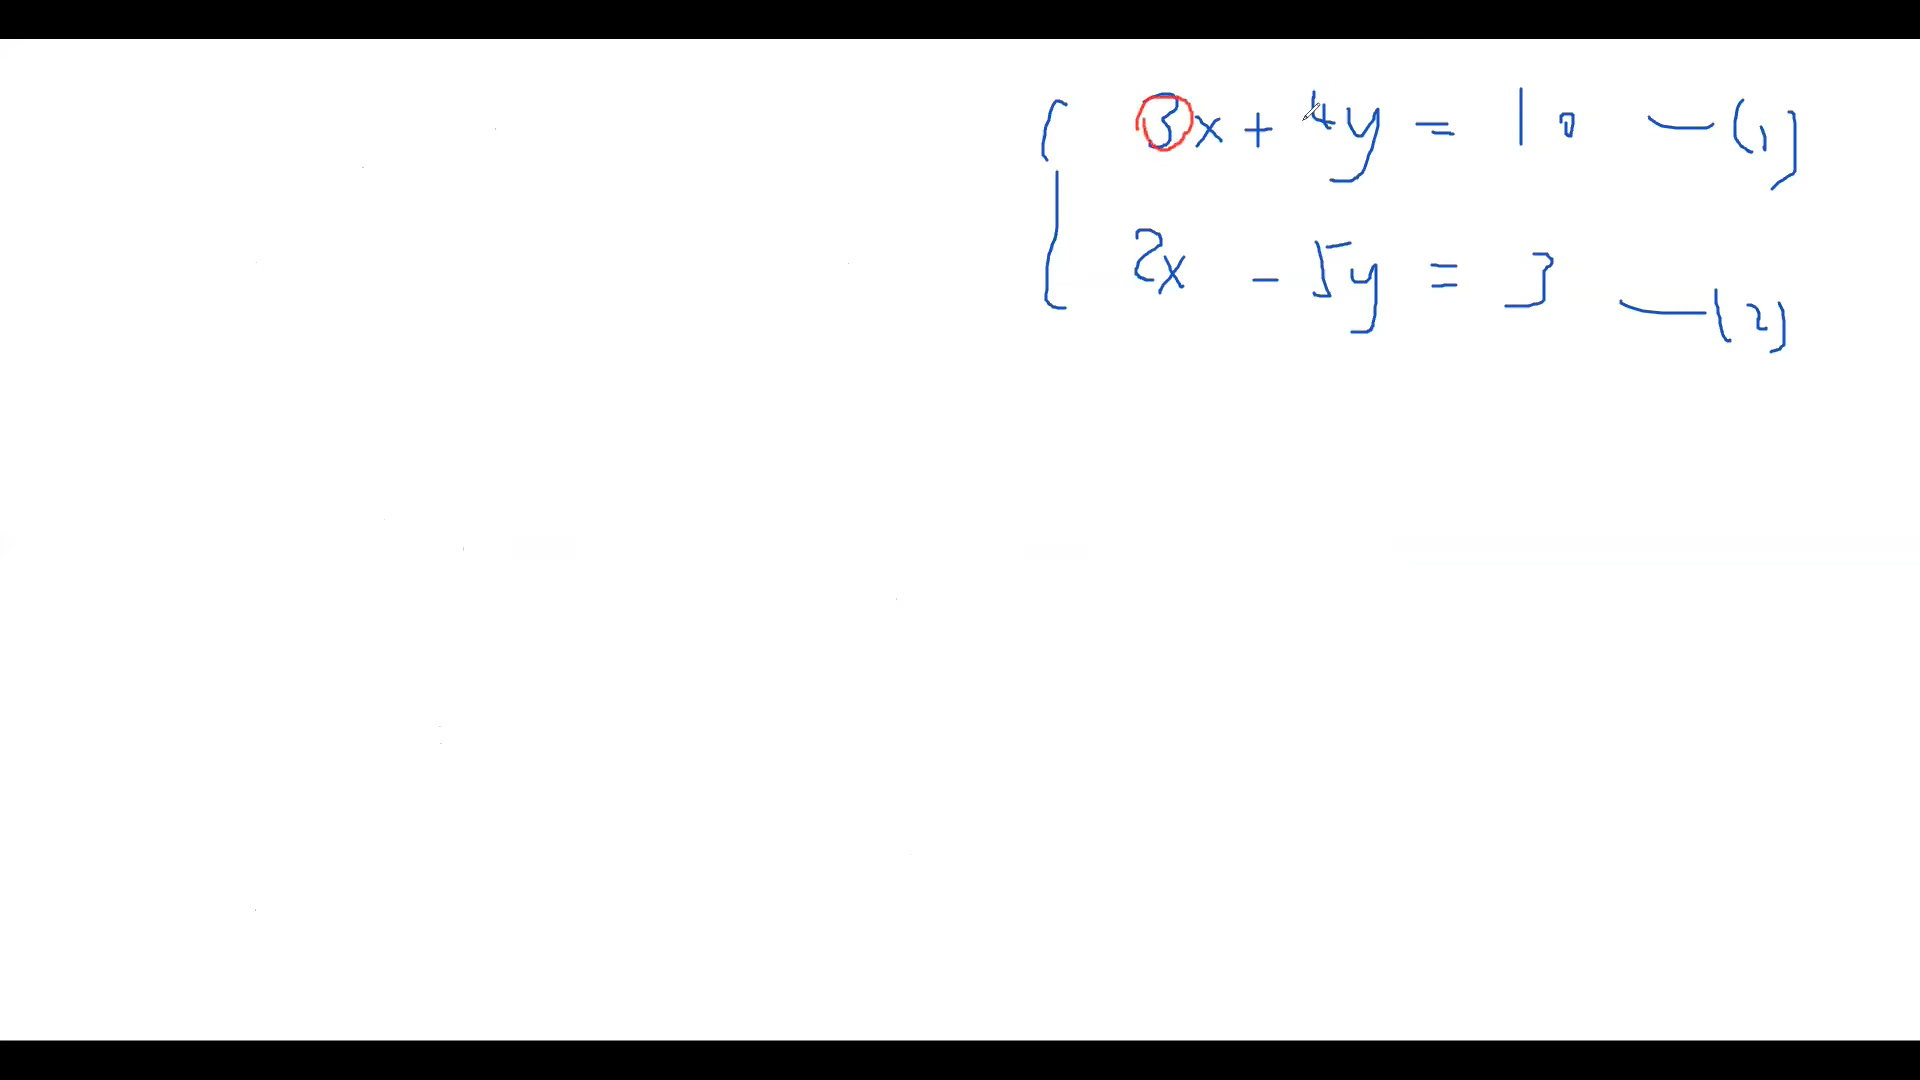 3x + 4y = 10 — (1)
2x - 5y = 3 — (2)